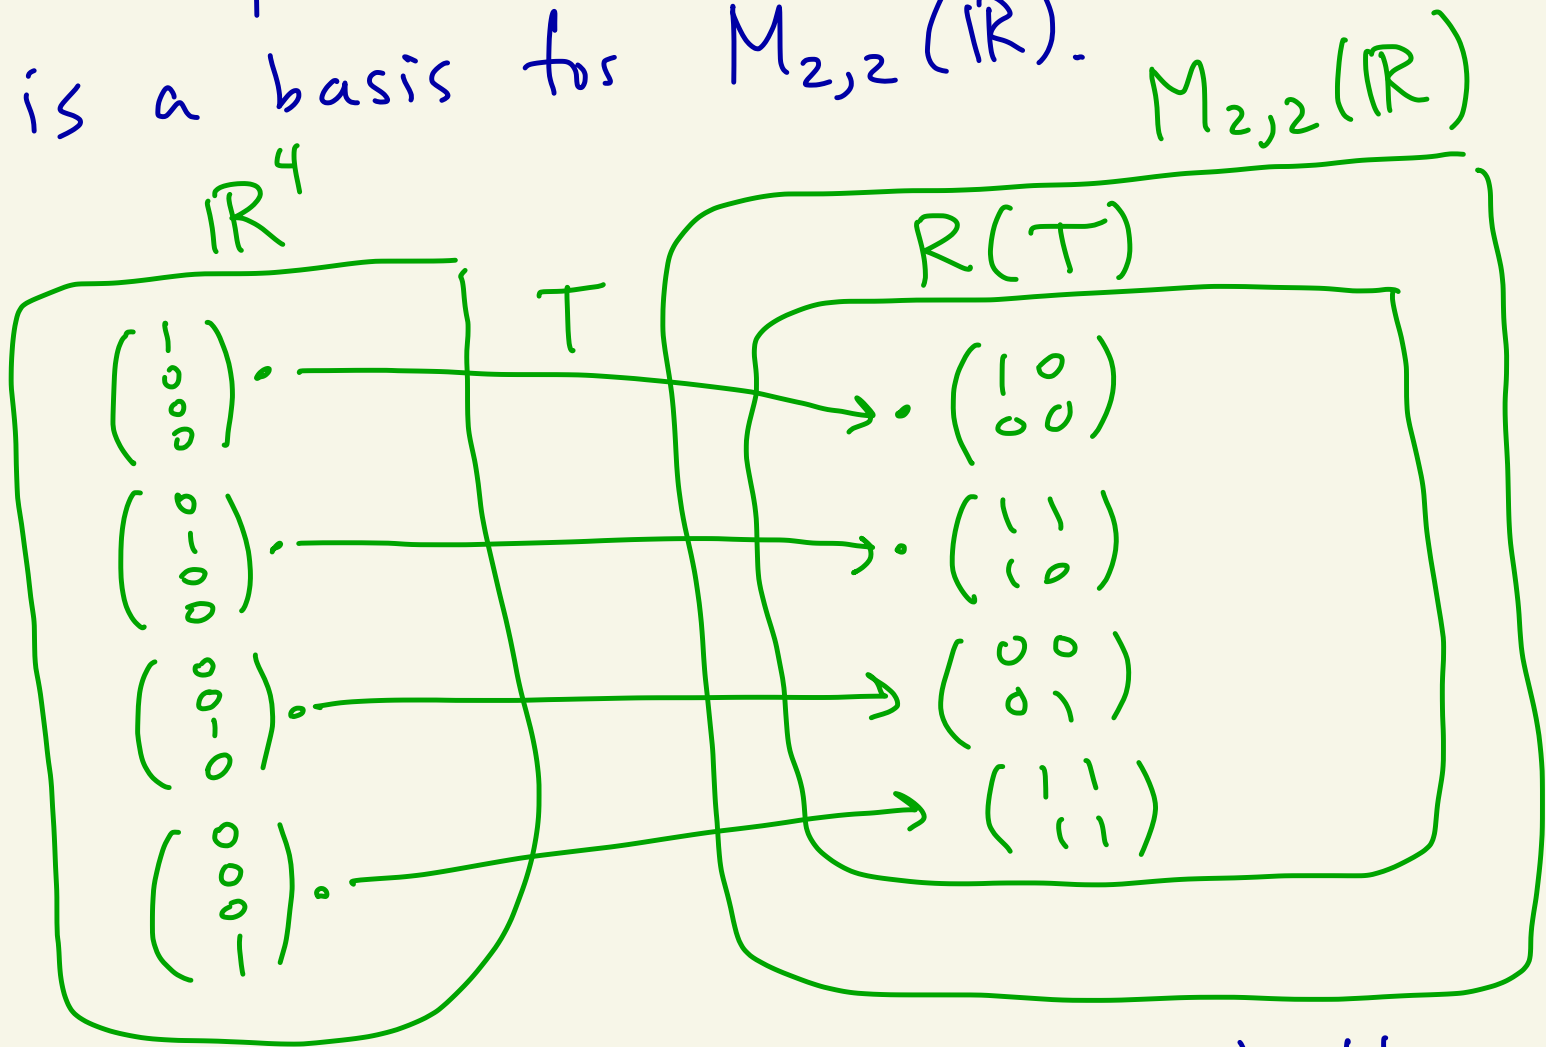 is a basis for M₂,₂(ℝ).
ℝ⁴
M₂,₂(ℝ)
T
R(T)
(1 0 0 0)
(1 0
0 0)
(0 1 0 0)
(1 1
1 0)
(0 0 1 0)
(0 0
0 1)
(0 0 0 1)
(1 1
1 1)